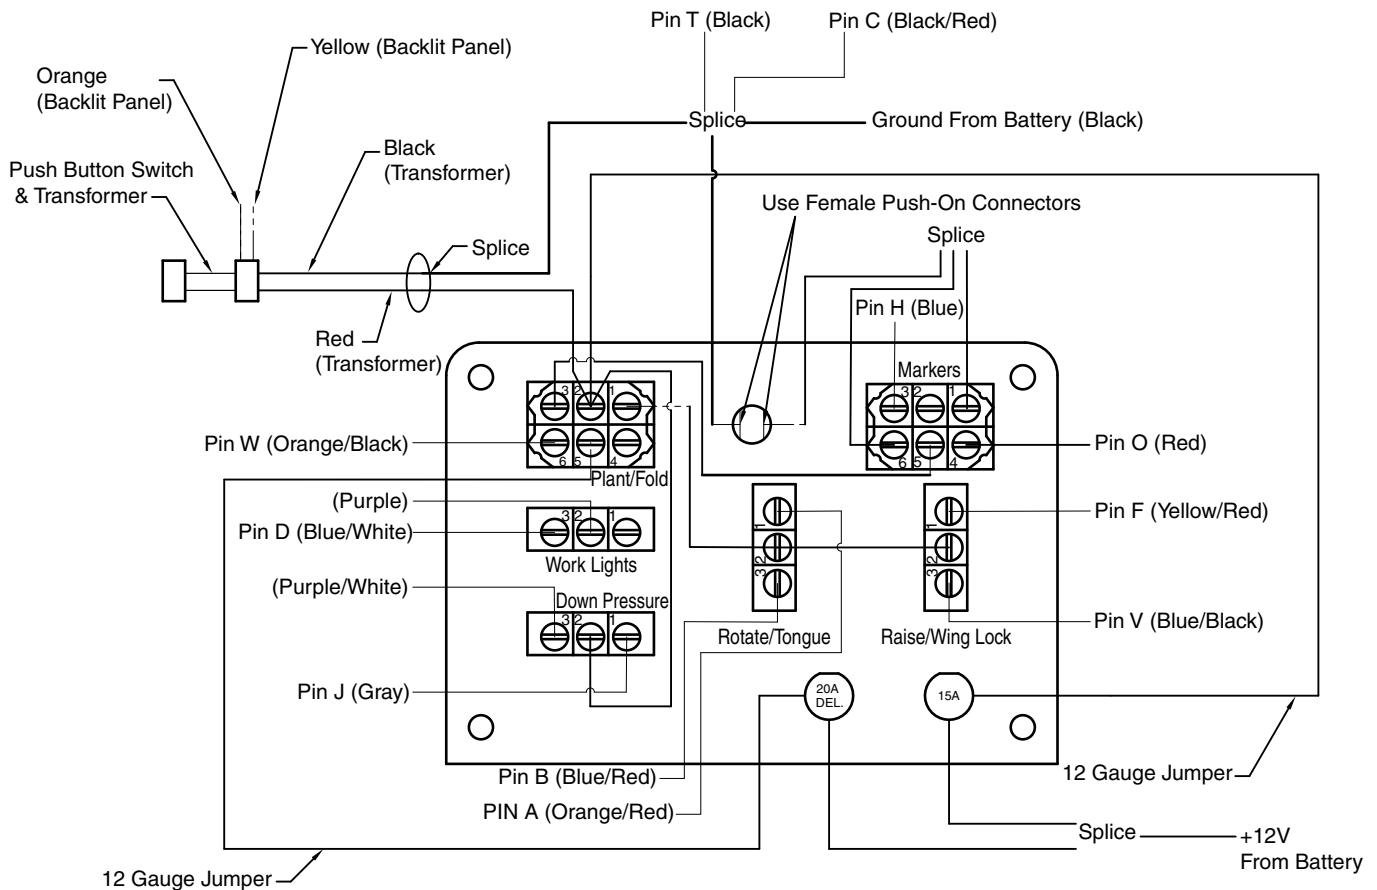 Pin T (Black)
Pin C (Black/Red)
Yellow (Backlit Panel)
Orange
(Backlit Panel)
Splice
Ground From Battery (Black)
Black
(Transformer)
Push Button Switch
& Transformer
Use Female Push-On Connectors
Splice
Splice
Pin H (Blue)
Red
(Transformer)
Markers
3 2 1
3 2 1
Pin W (Orange/Black)
Pin O (Red)
6 5 4
6 5 4
Plant/Fold
(Purple)
Pin F (Yellow/Red)
Pin D (Blue/White)
3 2 1
1
2
3
1
2
3
Work Lights
(Purple/White)
Down Pressure
3 2 1
Pin V (Blue/Black)
Rotate/Tongue
Raise/Wing Lock
Pin J (Gray)
20A
DEL.
15A
Pin B (Blue/Red)
12 Gauge Jumper
PIN A (Orange/Red)
Splice
+12V
From Battery
12 Gauge Jumper